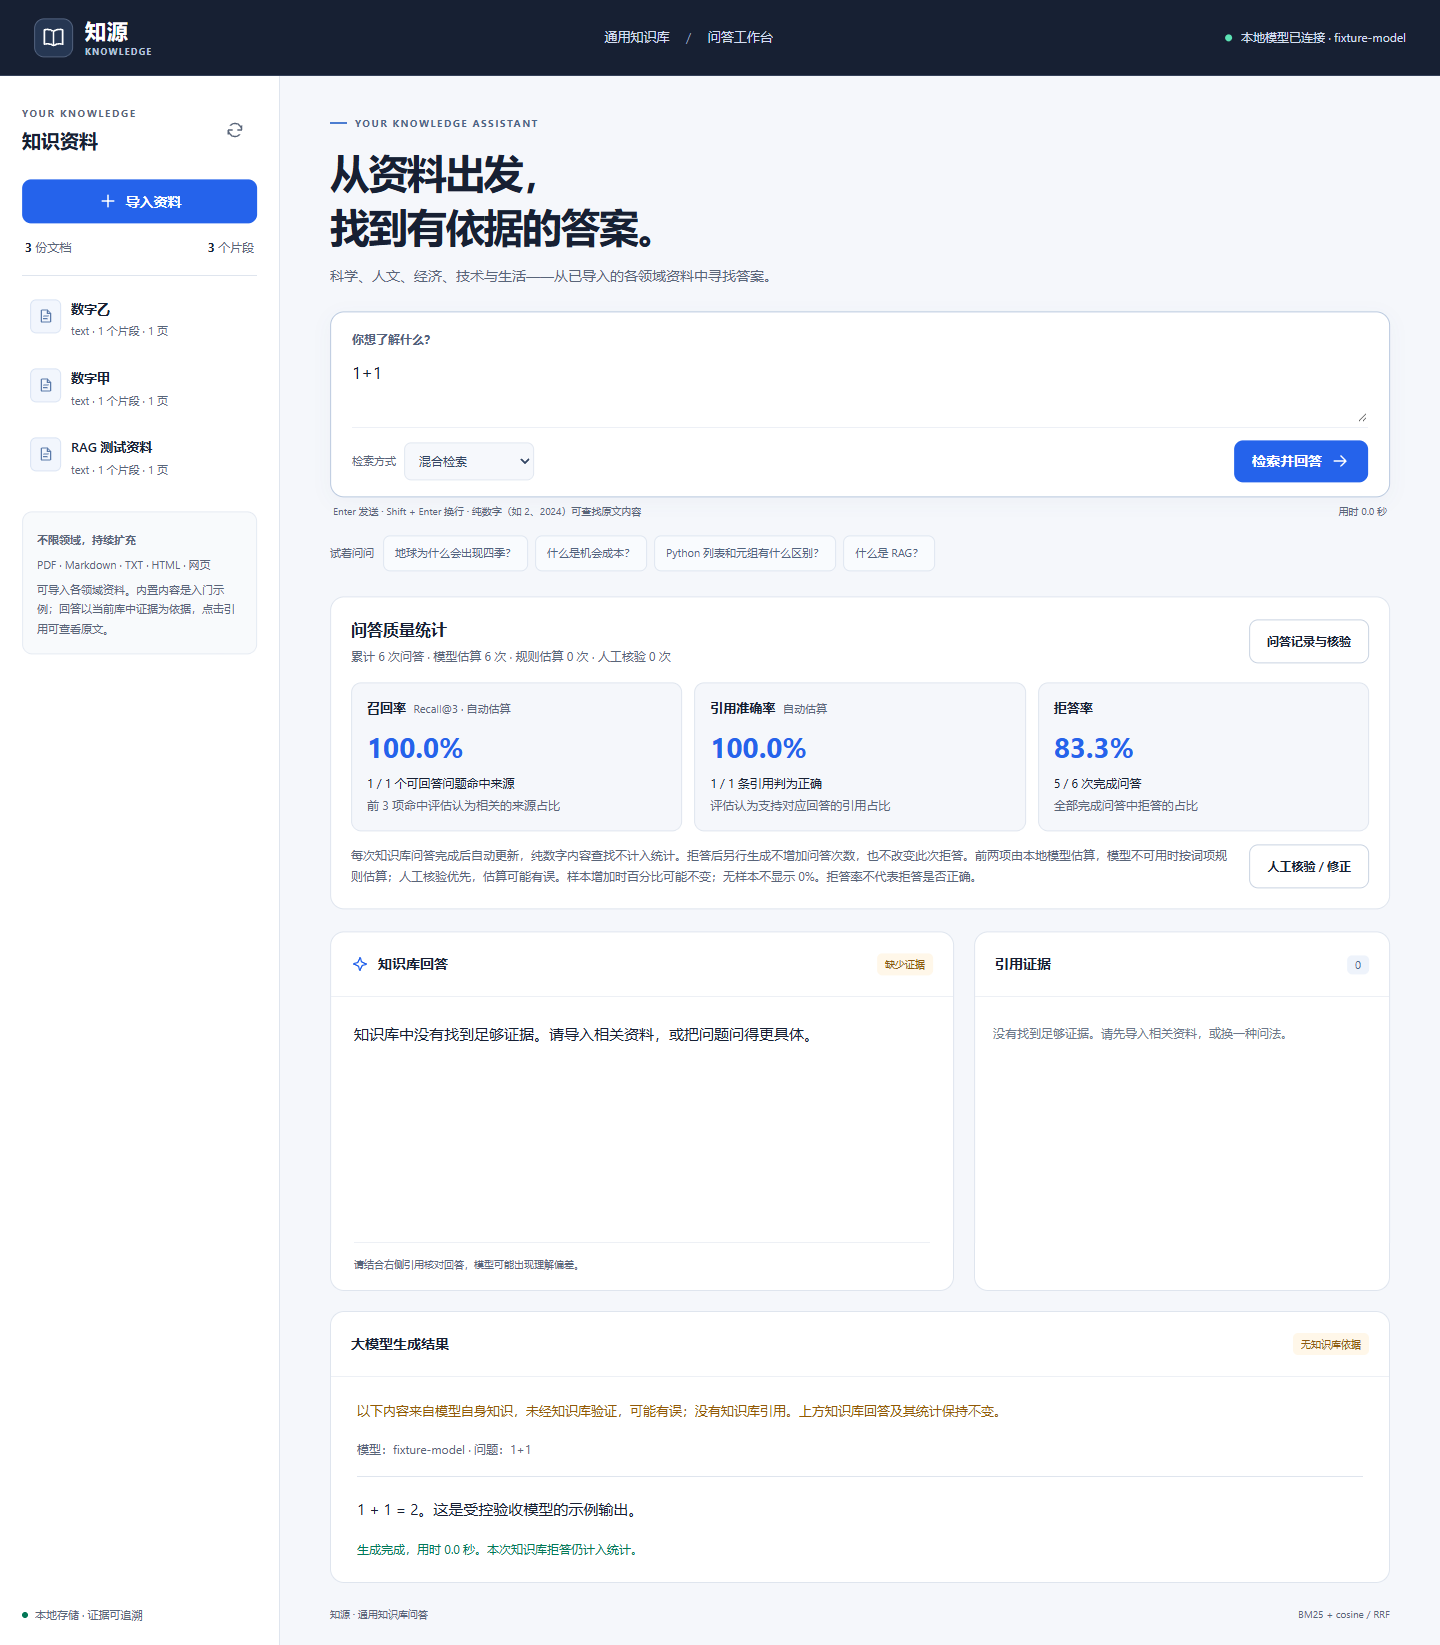 知源
KNOWLEDGE
通用知识库 / 问答工作台
本地模型已连接 · fixture-model
YOUR KNOWLEDGE
知识资料
导入资料
3 份文档
3 个片段
数字乙
text · 1 个片段 · 1 页
数字甲
text · 1 个片段 · 1 页
RAG 测试资料
text · 1 个片段 · 1 页
不限领域，持续扩充
PDF · Markdown · TXT · HTML · 网页
可导入各领域资料。内置内容是入门示
例；回答以当前库中证据为依据，点击引
用可查看原文。
本地存储 · 证据可追溯
YOUR KNOWLEDGE ASSISTANT
从资料出发，
找到有依据的答案。
科学、人文、经济、技术与生活——从已导入的各领域资料中寻找答案。
你想了解什么？
1+1
检索方式
混合检索
检索并回答
Enter 发送 · Shift + Enter 换行 · 纯数字（如 2、2024）可查找原文内容
用时 0.0 秒
试着问问
地球为什么会出现四季？
什么是机会成本？
Python 列表和元组有什么区别？
什么是 RAG？
问答质量统计
累计 6 次问答 · 模型估算 6 次 · 规则估算 0 次 · 人工核验 0 次
问答记录与核验
召回率 Recall@3 · 自动估算
100.0%
1 / 1 个可回答问题命中来源
前 3 项命中评估认为相关的来源占比
引用准确率 自动估算
100.0%
1 / 1 条引用判为正确
评估认为支持对应回答的引用占比
拒答率
83.3%
5 / 6 次完成问答
全部完成问答中拒答的占比
每次知识库问答完成后自动更新，纯数字内容查找不计入统计。拒答后另行生成不增加问答次数，也不改变此次拒答。前两项由本地模型估算，模型不可用时按词项规
则估算；人工核验优先，估算可能有误。样本增加时百分比可能不变；无样本不显示 0%。拒答率不代表拒答是否正确。
人工核验 / 修正
知识库回答
缺少证据
知识库中没有找到足够证据。请导入相关资料，或把问题问得更具体。
请结合右侧引用核对回答，模型可能出现理解偏差。
引用证据
0
没有找到足够证据。请先导入相关资料，或换一种问法。
大模型生成结果
无知识库依据
以下内容来自模型自身知识，未经知识库验证，可能有误；没有知识库引用。上方知识库回答及其统计保持不变。
模型：fixture-model · 问题：1+1
1 + 1 = 2。这是受控验收模型的示例输出。
生成完成，用时 0.0 秒。本次知识库拒答仍计入统计。
知源 · 通用知识库问答
BM25 + cosine / RRF